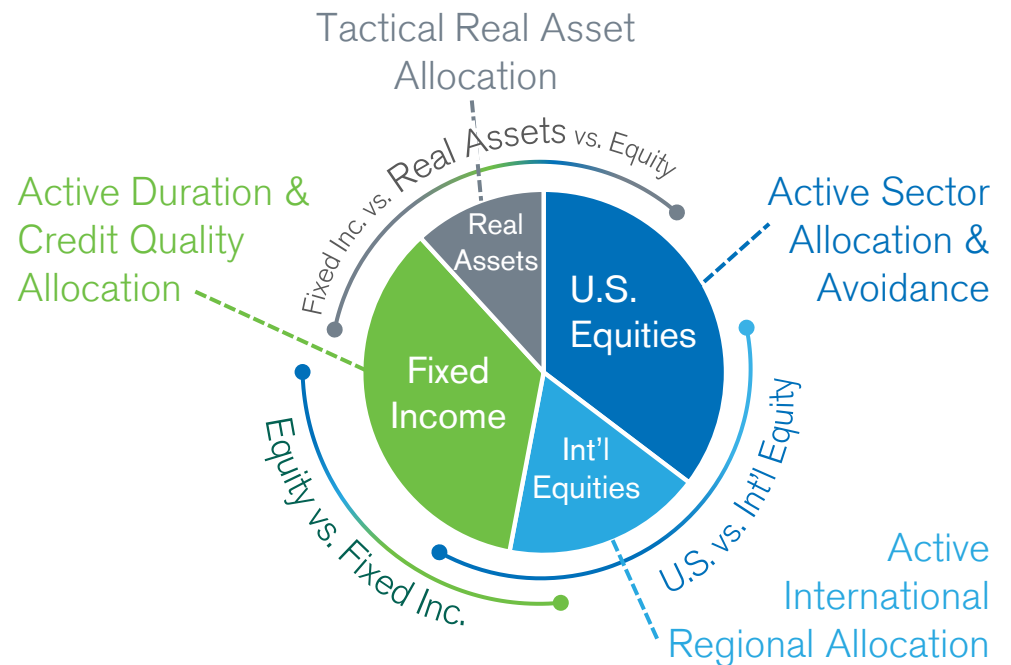 Tactical Real Asset
Allocation
Fixed Inc. vs. Real Assets vs. Equity
Active Duration &
Credit Quality
Allocation
Active Sector
Allocation &
Avoidance
Real
Assets
U.S.
Equities
Fixed
Income
Int'l
Equities
Equity vs. Fixed Inc.
U.S. vs. Int'l Equity
Active
International
Regional Allocation